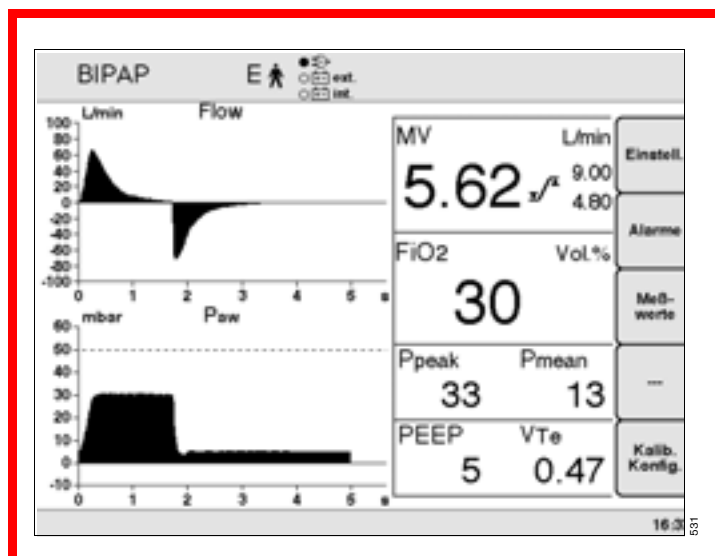 BIPAP E ext.
int.
L/min Flow
100
80
60
40
20
0
-20
-40
-60
-80
-100
0 1 2 3 4 5 s
mbar Paw
60
50
40
30
20
10
0
-10
0 1 2 3 4 5 s
MV L/min
5.62 9.00
4.80
FiO2 Vol.%
30
Ppeak Pmean
33 13
PEEP VTe
5 0.47
Einstell.
Alarme
Meß-
werte
---
Kalib.
Konfig.
16:3
531